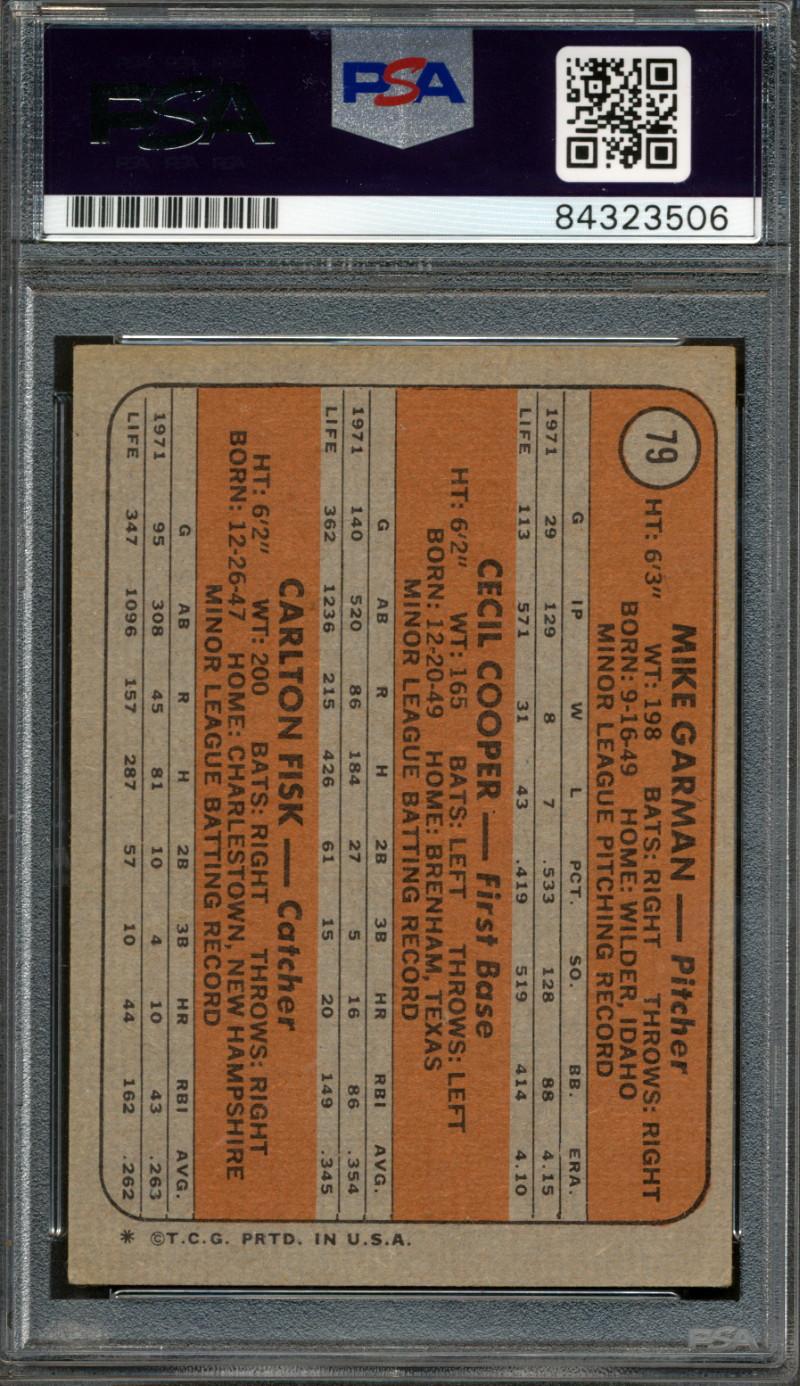 PSA
PSA
PSA PSA PSA
84323506
79
MIKE GARMAN — Pitcher
HT: 6'3" WT: 198 BATS: RIGHT THROWS: RIGHT
BORN: 9-16-49 HOME: WILDER, IDAHO
MINOR LEAGUE PITCHING RECORD
G IP W L PCT. SO. BB. ERA.
1971 29 129 8 7 .533 128 88 4.15
LIFE 113 571 31 43 .419 519 414 4.10
CECIL COOPER — First Base
HT: 6'2" WT: 165 BATS: LEFT THROWS: LEFT
BORN: 12-20-49 HOME: BRENHAM, TEXAS
MINOR LEAGUE BATTING RECORD
G AB R H 2B 3B HR RBI AVG.
1971 140 520 86 184 27 5 16 86 .354
LIFE 362 1236 215 426 61 15 20 149 .345
CARLTON FISK — Catcher
HT: 6'2" WT: 200 BATS: RIGHT THROWS: RIGHT
BORN: 12-26-47 HOME: CHARLESTOWN, NEW HAMPSHIRE
MINOR LEAGUE BATTING RECORD
G AB R H 2B 3B HR RBI AVG.
1971 95 308 45 81 10 4 10 43 .263
LIFE 347 1096 157 287 57 10 44 162 .262
* ©T.C.G. PRTD. IN U.S.A.
PSA